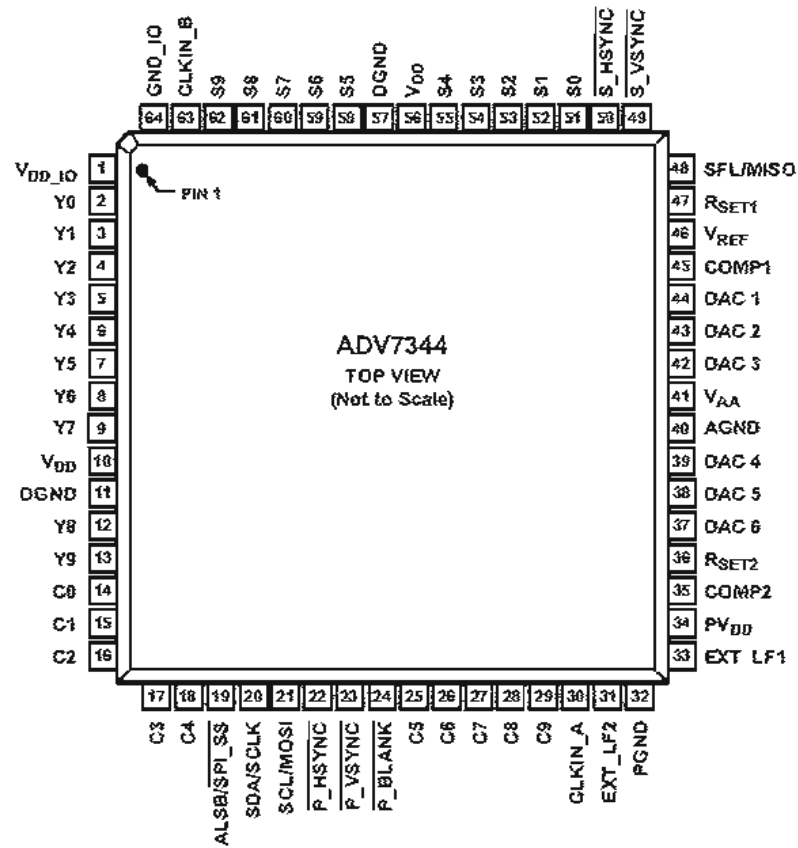 GND_IO
CLKIN_B
S9
S8
S7
S6
S5
DGND
VDD
S4
S3
S2
S1
S0
S_HSYNC
S_VSYNC
64 63 62 61 60 59 58 57 56 55 54 53 52 51 50 49
VDD_IO 1
Y0 2
Y1 3
Y2 4
Y3 5
Y4 6
Y5 7
Y6 8
Y7 9
VDD 10
DGND 11
Y8 12
Y9 13
C0 14
C1 15
C2 16
PIN 1
ADV7344
TOP VIEW
(Not to Scale)
48 SFL/MISO
47 RSET1
46 VREF
45 COMP1
44 DAC 1
43 DAC 2
42 DAC 3
41 VAA
40 AGND
39 DAC 4
38 DAC 5
37 DAC 6
36 RSET2
35 COMP2
34 PVDD
33 EXT_LF1
17 18 19 20 21 22 23 24 25 26 27 28 29 30 31 32
C3
C4
ALSB/SPI_SS
SDA/SCLK
SCL/MOSI
P_HSYNC
P_VSYNC
P_BLANK
C5
C6
C7
C8
C9
CLKIN_A
EXT_LF2
PGND